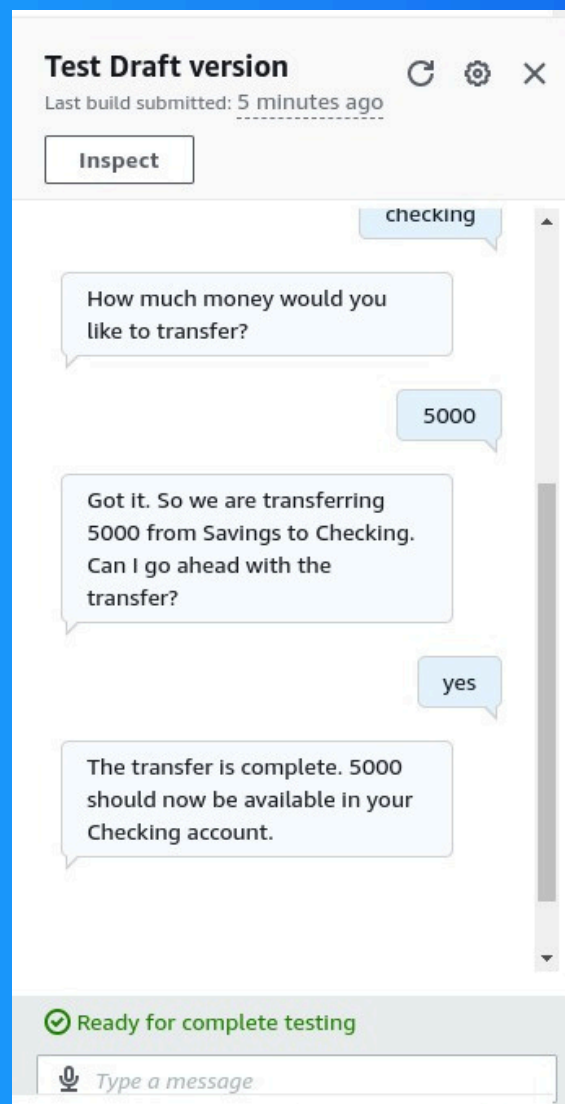 Test Draft version
Last build submitted: 5 minutes ago
Inspect
checking
How much money would you
like to transfer?
5000
Got it. So we are transferring
5000 from Savings to Checking.
Can I go ahead with the
transfer?
yes
The transfer is complete. 5000
should now be available in your
Checking account.
Ready for complete testing
Type a message